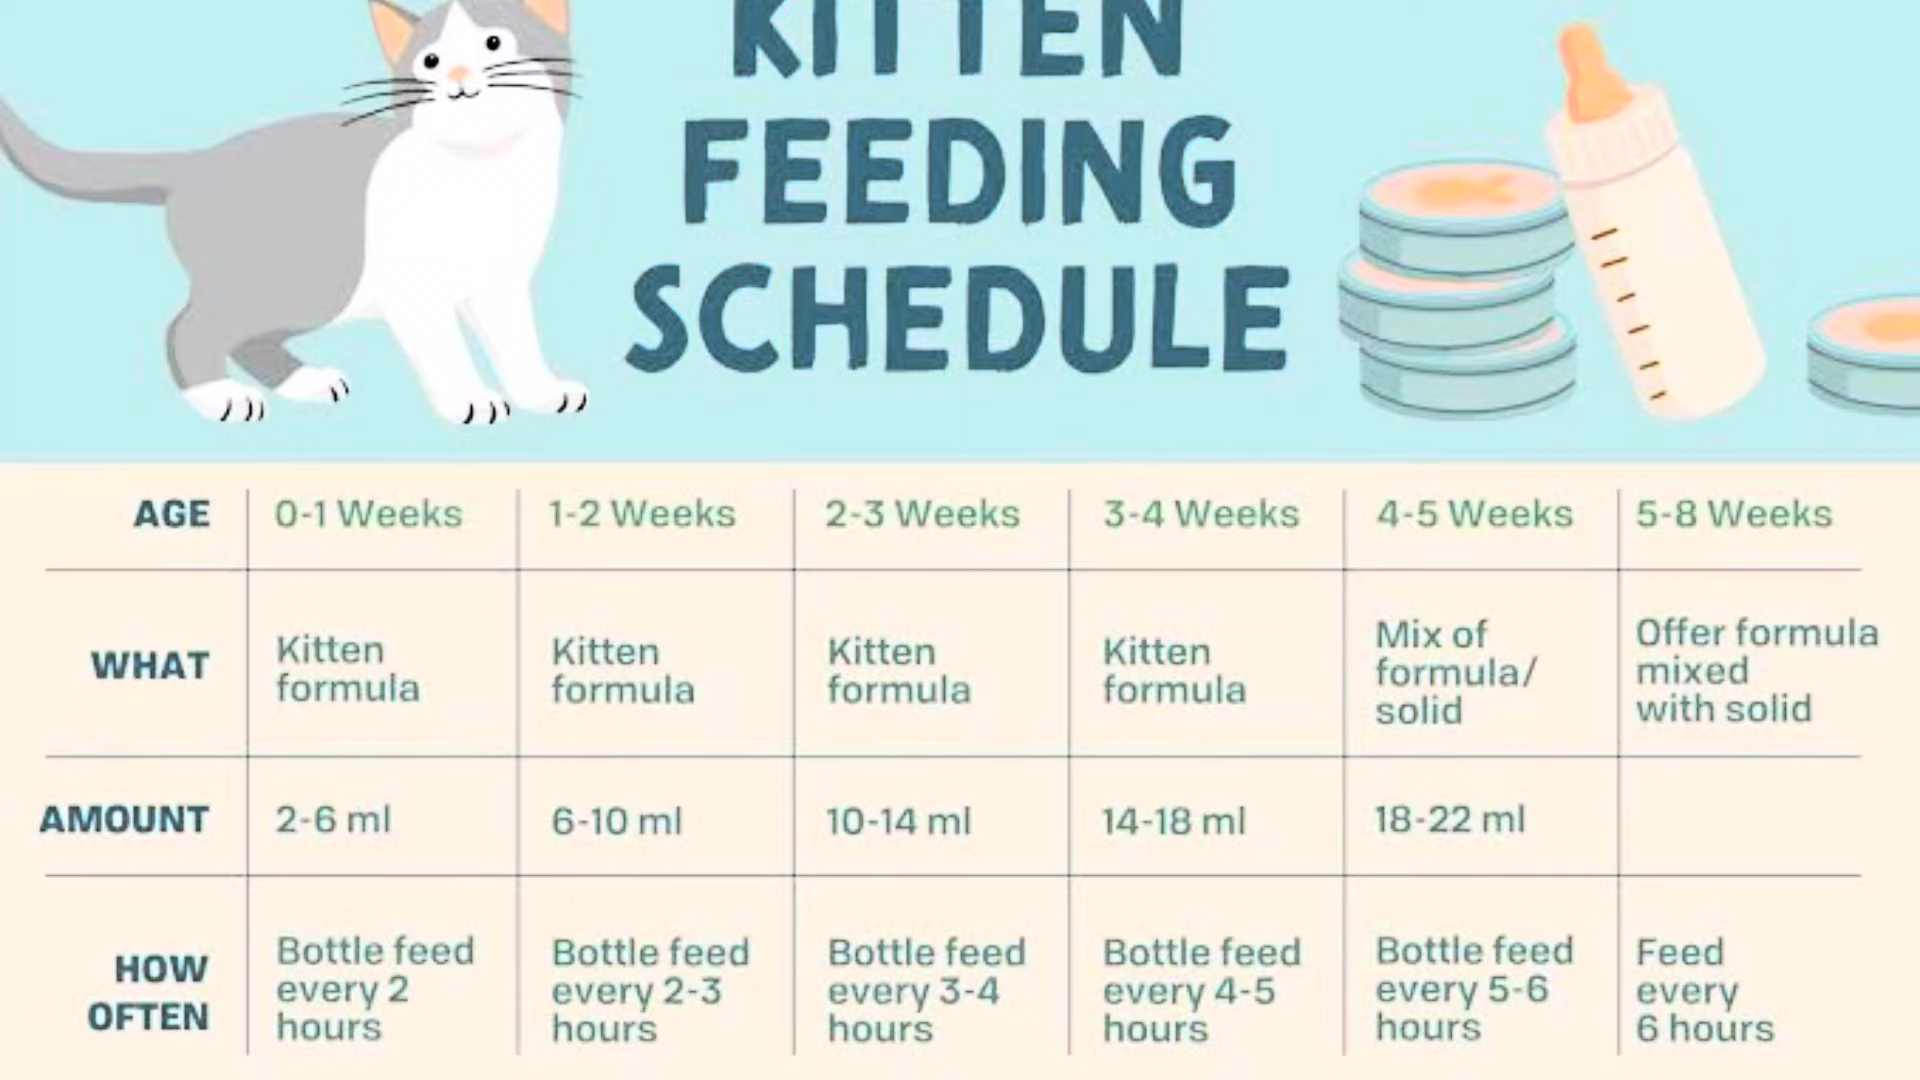 KITTEN
FEEDING
SCHEDULE
AGE
0-1 Weeks
1-2 Weeks
2-3 Weeks
3-4 Weeks
4-5 Weeks
5-8 Weeks
WHAT
Kitten
formula
Kitten
formula
Kitten
formula
Kitten
formula
Mix of
formula/
solid
Offer formula
mixed
with solid
AMOUNT
2-6 ml
6-10 ml
10-14 ml
14-18 ml
18-22 ml
HOW
OFTEN
Bottle feed
every 2
hours
Bottle feed
every 2-3
hours
Bottle feed
every 3-4
hours
Bottle feed
every 4-5
hours
Bottle feed
every 5-6
hours
Feed
every
6 hours